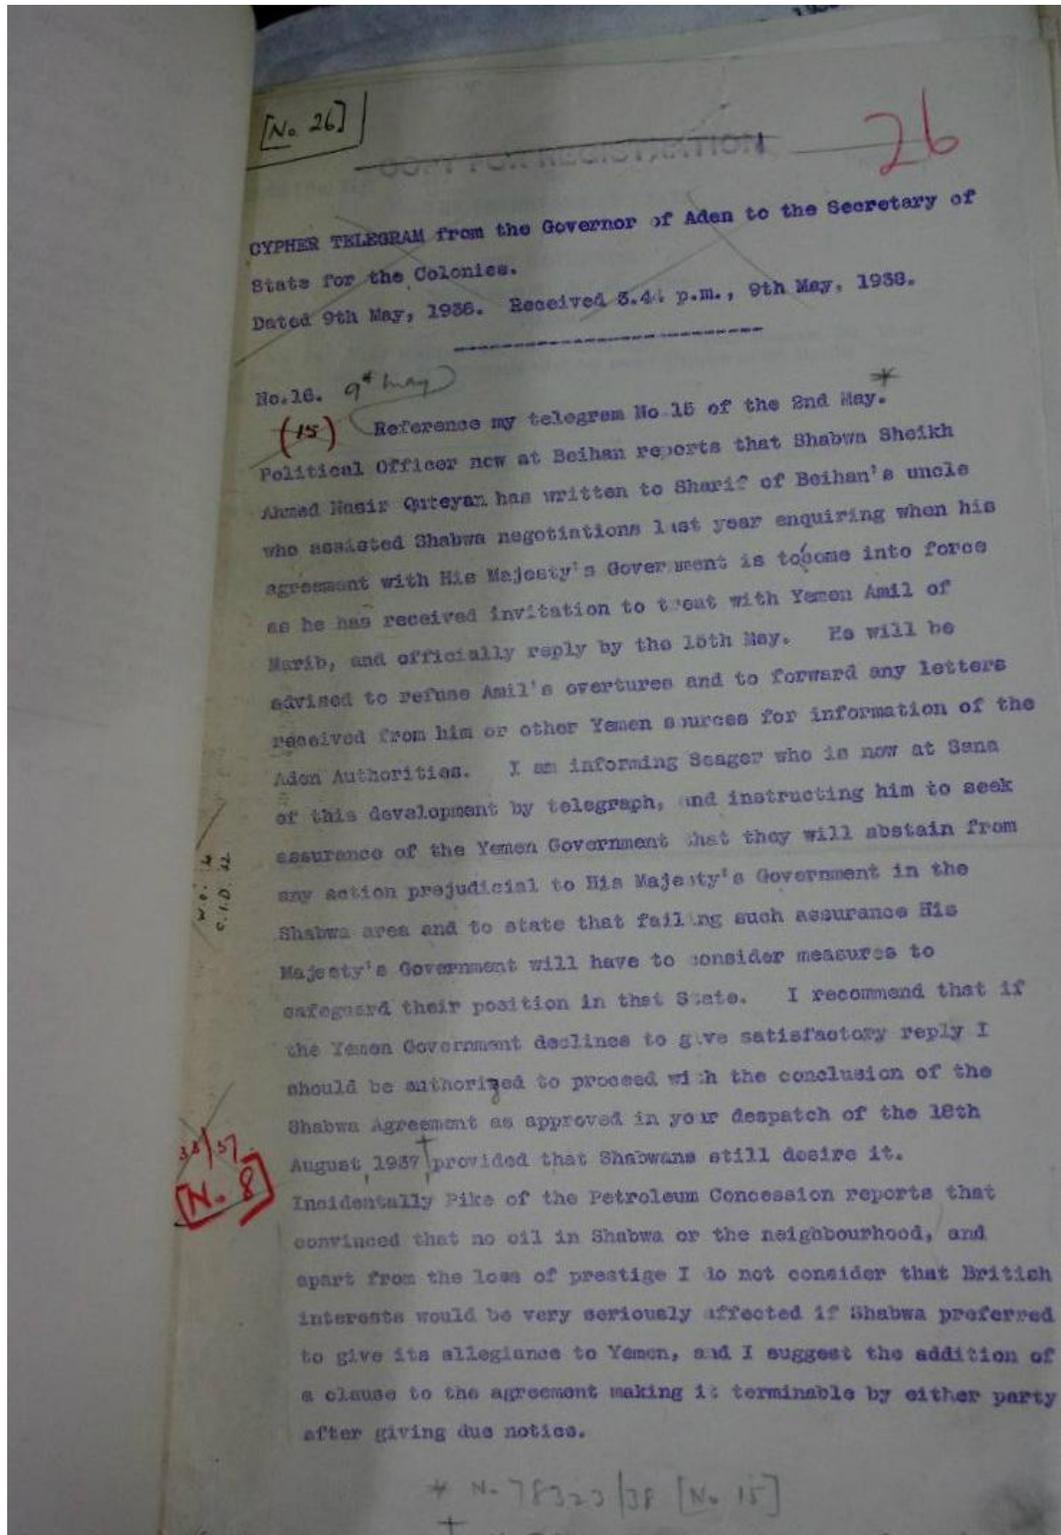 [No. 26]
COPY FOR REGISTRATION
26
CYPHER TELEGRAM from the Governor of Aden to the Secretary of
State for the Colonies.
Dated 9th May, 1938. Received 3.44 p.m., 9th May, 1938.
No.16. 9th May
(15) Reference my telegram No 15 of the 2nd May.*
Political Officer now at Beihan reports that Shabwa Sheikh
Ahmed Nasir Quteyan has written to Sharif of Beihan's uncle
who assisted Shabwa negotiations last year enquiring when his
agreement with His Majesty's Government is to come into force
as he has received invitation to treat with Yemen Amil of
Marib, and officially reply by the 15th May. He will be
advised to refuse Amil's overtures and to forward any letters
received from him or other Yemen sources for information of the
Aden Authorities. I am informing Seager who is now at Sana
of this development by telegraph, and instructing him to seek
assurance of the Yemen Government that they will abstain from
any action prejudicial to His Majesty's Government in the
Shabwa area and to state that failing such assurance His
Majesty's Government will have to consider measures to
safeguard their position in that State. I recommend that if
the Yemen Government declines to give satisfactory reply I
should be authorized to proceed with the conclusion of the
Shabwa Agreement as approved in your despatch of the 18th
August, 1937 † provided that Shabwans still desire it.
Incidentally Pike of the Petroleum Concession reports that
convinced that no oil in Shabwa or the neighbourhood, and
apart from the loss of prestige I do not consider that British
interests would be very seriously affected if Shabwa preferred
to give its allegiance to Yemen, and I suggest the addition of
a clause to the agreement making it terminable by either party
after giving due notice.
C.I.D. 22
38/37
[No. 8]
* No 78323/38 [No 15]
†